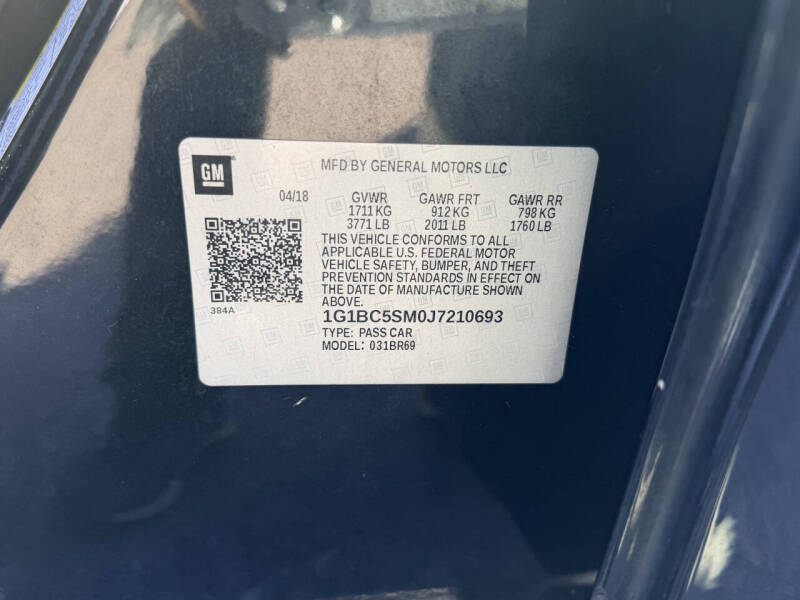 GM
MFD BY GENERAL MOTORS LLC
04/18 GVWR GAWR FRT GAWR RR
1711 KG 912 KG 798 KG
3771 LB 2011 LB 1760 LB
THIS VEHICLE CONFORMS TO ALL
APPLICABLE U.S. FEDERAL MOTOR
VEHICLE SAFETY, BUMPER, AND THEFT
PREVENTION STANDARDS IN EFFECT ON
THE DATE OF MANUFACTURE SHOWN
ABOVE.
384A
1G1BC5SM0J7210693
TYPE: PASS CAR
MODEL: 031BR69